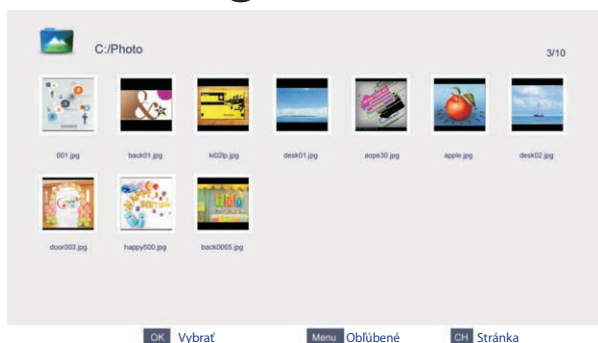 C:/Photo
3/10
001.jpg back01.jpg ki02lp.jpg desk01.jpg aope30.jpg apple.jpg desk02.jpg
door003.jpg happy500.jpg back0065.jpg
OK Vybrať Menu Obľúbené CH Stránka